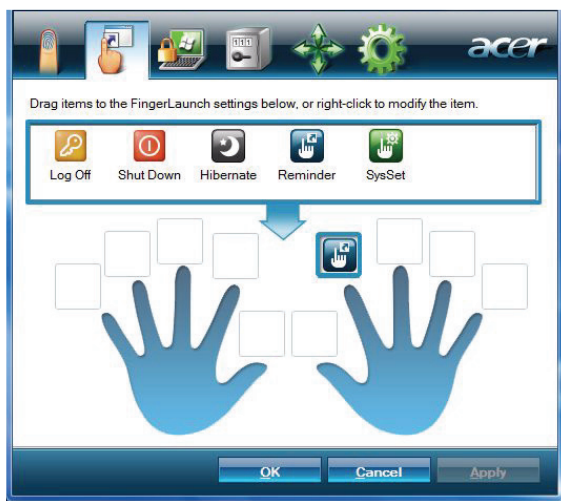 acer
Drag items to the FingerLaunch settings below, or right-click to modify the item.
Log Off Shut Down Hibernate Reminder SysSet
OK Cancel Apply